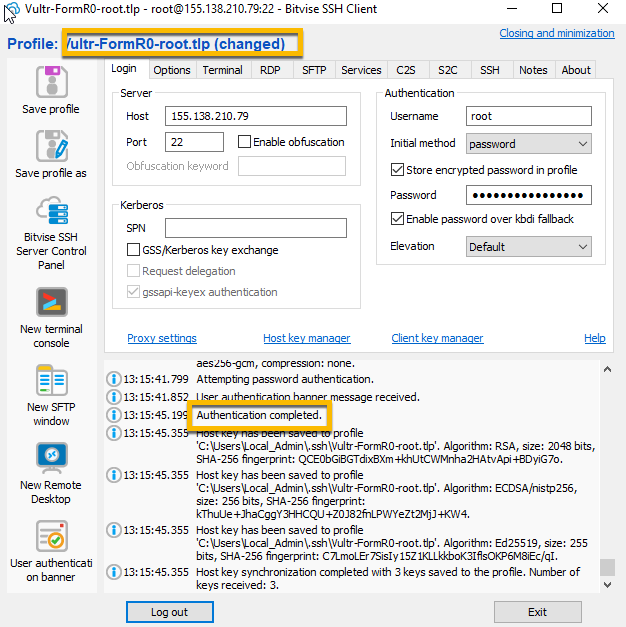 Vultr-FormR0-root.tlp - root@155.138.210.79:22 - Bitvise SSH Client
Profile: Vultr-FormR0-root.tlp (changed)
Closing and minimization
Save profile
Save profile as
Bitvise SSH
Server Control
Panel
New terminal
console
New SFTP
window
New Remote
Desktop
User authenticati
on banner
Login Options Terminal RDP SFTP Services C2S S2C SSH Notes About
Server
Host 155.138.210.79
Port 22 Enable obfuscation
Obfuscation keyword
Kerberos
SPN
GSS/Kerberos key exchange
Request delegation
gssapi-keyex authentication
Authentication
Username root
Initial method password
Store encrypted password in profile
Password ●●●●●●●●●●●●●●●●
Enable password over kbdi fallback
Elevation Default
Proxy settings Host key manager Client key manager Help
aes256-gcm, compression: none.
13:15:41.799 Attempting password authentication.
13:15:41.852 User authentication banner message received.
13:15:45.199 Authentication completed.
13:15:45.355 Host key has been saved to profile
'C:\Users\Local_Admin\.ssh\Vultr-FormR0-root.tlp'. Algorithm: RSA, size: 2048 bits,
SHA-256 fingerprint: QCE0bGiBGTdixBXm+khUtCWMnha2HAtvApi+BDyiG7o.
13:15:45.355 Host key has been saved to profile
'C:\Users\Local_Admin\.ssh\Vultr-FormR0-root.tlp'. Algorithm: ECDSA/nistp256,
size: 256 bits, SHA-256 fingerprint:
kThuUe+JhaCggY3HHCQU+Z0J82fnLPWYeZt2MjJ+KW4.
13:15:45.355 Host key has been saved to profile
'C:\Users\Local_Admin\.ssh\Vultr-FormR0-root.tlp'. Algorithm: Ed25519, size: 255
bits, SHA-256 fingerprint: C7LmoLEr7SisIy15Z1KLLkkboK3IflsOKP6M8iEc/qI.
13:15:45.355 Host key synchronization completed with 3 keys saved to the profile. Number of
keys received: 3.
Log out Exit